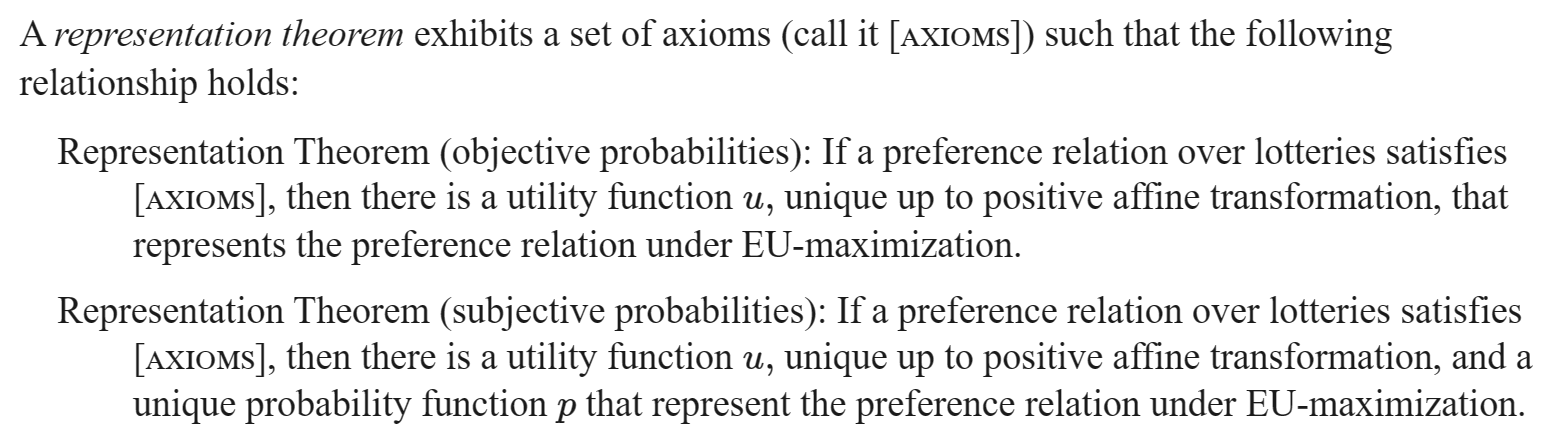 A representation theorem exhibits a set of axioms (call it [AXIOMS]) such that the following
relationship holds:
Representation Theorem (objective probabilities): If a preference relation over lotteries satisfies
[AXIOMS], then there is a utility function u, unique up to positive affine transformation, that
represents the preference relation under EU-maximization.
Representation Theorem (subjective probabilities): If a preference relation over lotteries satisfies
[AXIOMS], then there is a utility function u, unique up to positive affine transformation, and a
unique probability function p that represent the preference relation under EU-maximization.